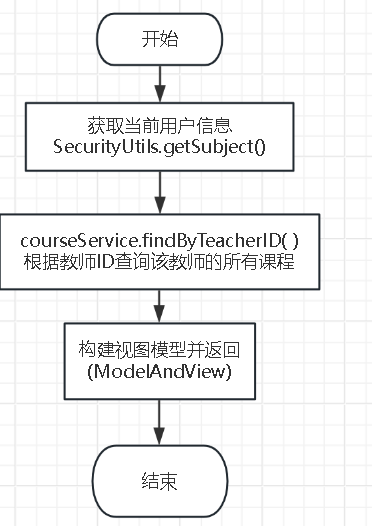 开始
获取当前用户信息
SecurityUtils.getSubject()
courseService.findByTeacherID( )
根据教师ID查询该教师的所有课程
构建视图模型并返回
(ModelAndView)
结束